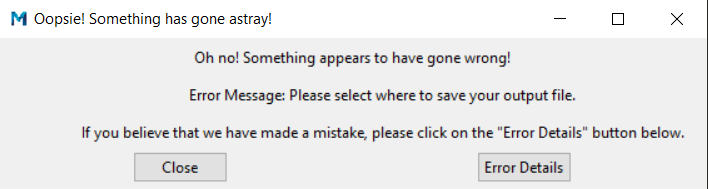 Oopsie! Something has gone astray!
Oh no! Something appears to have gone wrong!
Error Message: Please select where to save your output file.
If you believe that we have made a mistake, please click on the "Error Details" button below.
Close
Error Details